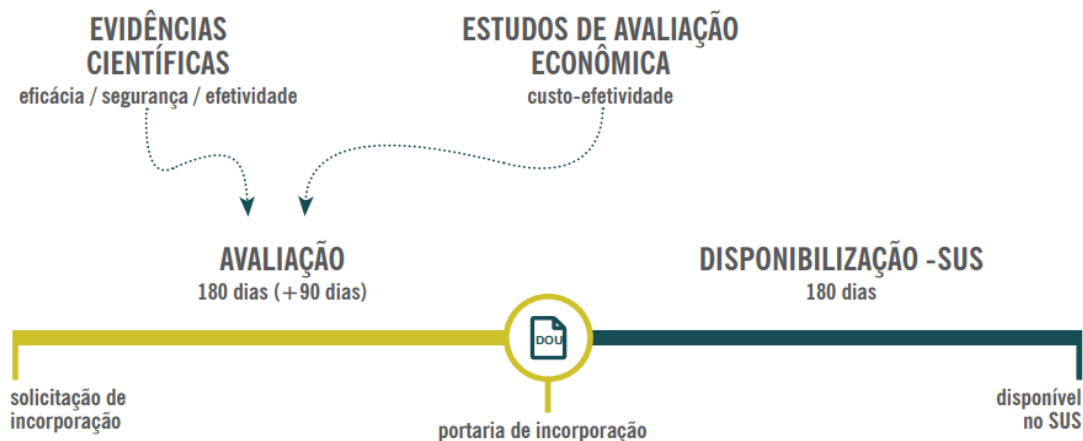 EVIDÊNCIAS
CIENTÍFICAS
eficácia / segurança / efetividade
ESTUDOS DE AVALIAÇÃO
ECONÔMICA
custo-efetividade
AVALIAÇÃO
180 dias (+90 dias)
DISPONIBILIZAÇÃO -SUS
180 dias
DOU
solicitação de
incorporação
portaria de incorporação
disponível
no SUS